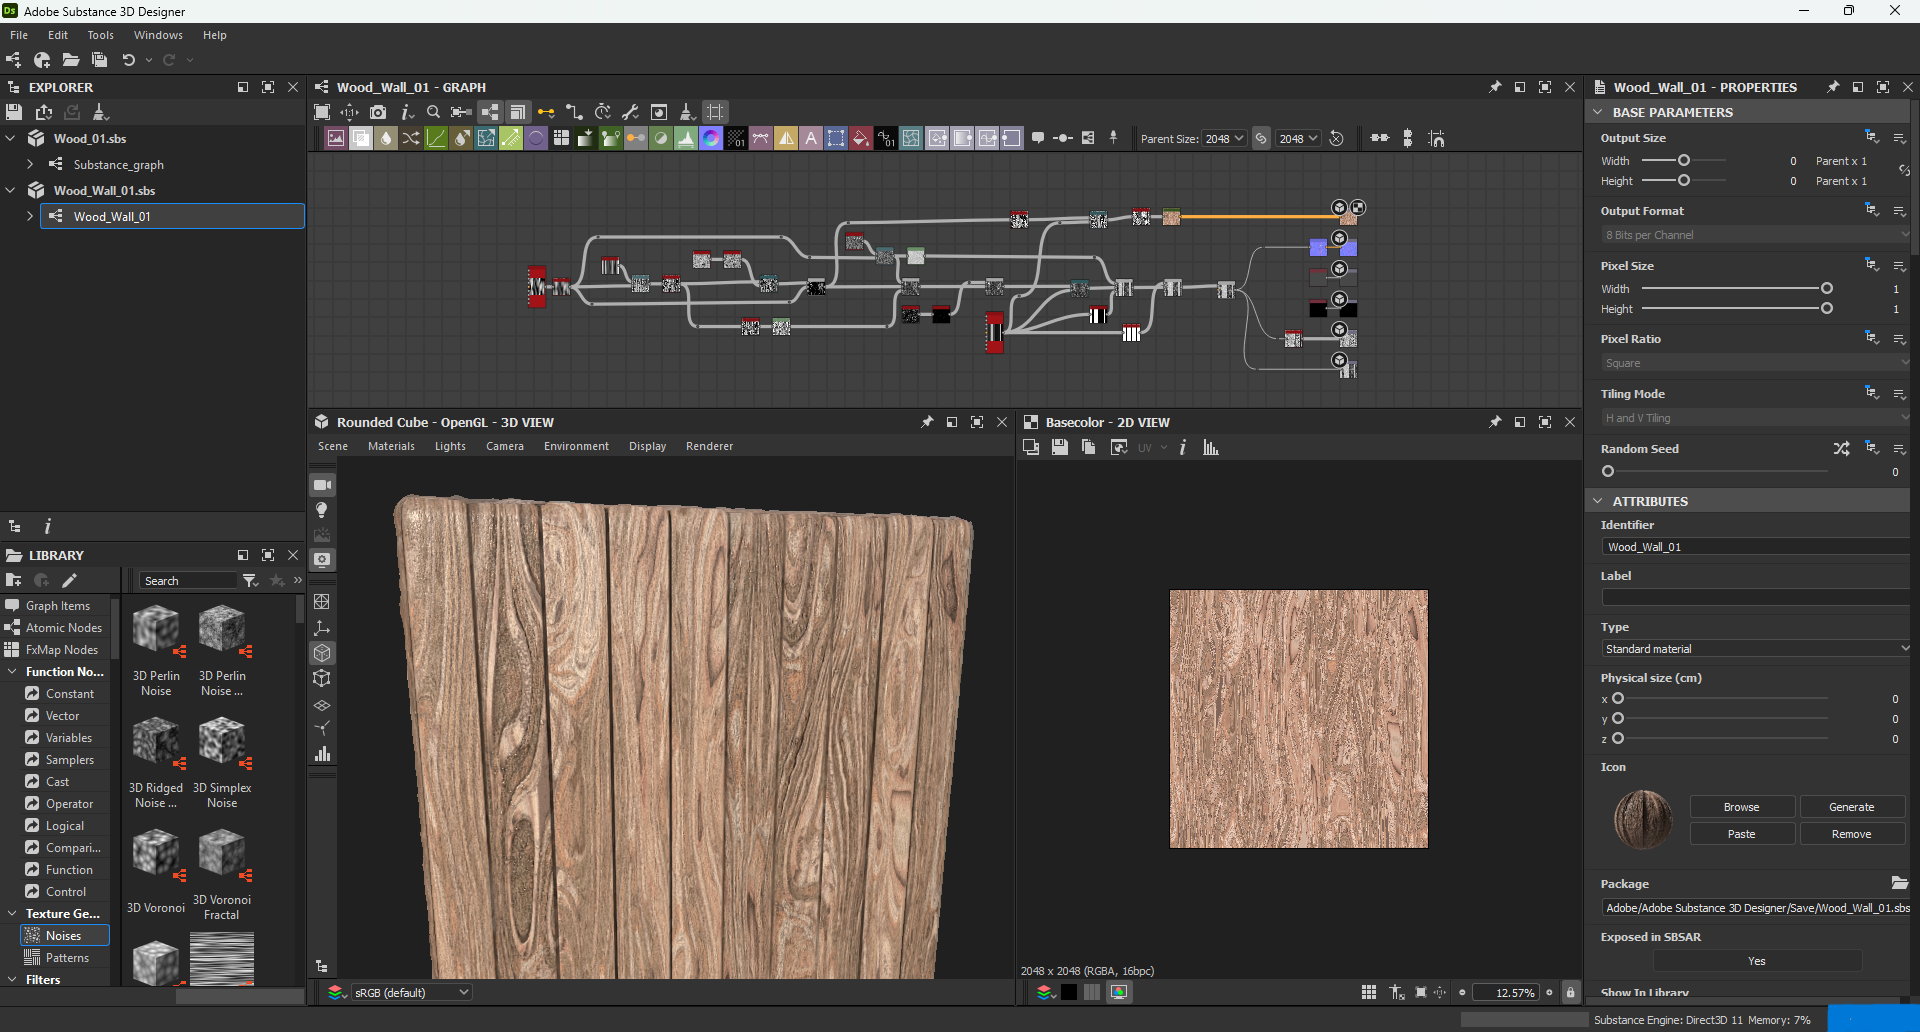 Ds Adobe Substance 3D Designer
File Edit Tools Windows Help
EXPLORER
Wood_01.sbs
Substance_graph
Wood_Wall_01.sbs
Wood_Wall_01
LIBRARY
Search
Graph Items
Atomic Nodes
FxMap Nodes
Function No...
Constant
Vector
Variables
Samplers
Cast
Operator
Logical
Compari...
Function
Control
Texture Ge...
Noises
Patterns
Filters
3D Perlin
Noise
3D Perlin
Noise ...
3D Ridged
Noise ...
3D Simplex
Noise
3D Voronoi
3D Voronoi
Fractal
Wood_Wall_01 - GRAPH
Parent Size: 2048 2048
Rounded Cube - OpenGL - 3D VIEW
Scene Materials Lights Camera Environment Display Renderer
sRGB (default)
Basecolor - 2D VIEW
UV
2048 x 2048 (RGBA, 16bpc)
12.57%
Wood_Wall_01 - PROPERTIES
BASE PARAMETERS
Output Size
Width 0 Parent x 1
Height 0 Parent x 1
Output Format
8 Bits per Channel
Pixel Size
Width 1
Height 1
Pixel Ratio
Square
Tiling Mode
H and V Tiling
Random Seed
0
ATTRIBUTES
Identifier
Wood_Wall_01
Label
Type
Standard material
Physical size (cm)
x 0
y 0
z 0
Icon
Browse Generate
Paste Remove
Package
Adobe/Adobe Substance 3D Designer/Save/Wood_Wall_01.sbs
Exposed in SBSAR
Yes
Show In Library
Substance Engine: Direct3D 11 Memory: 7%